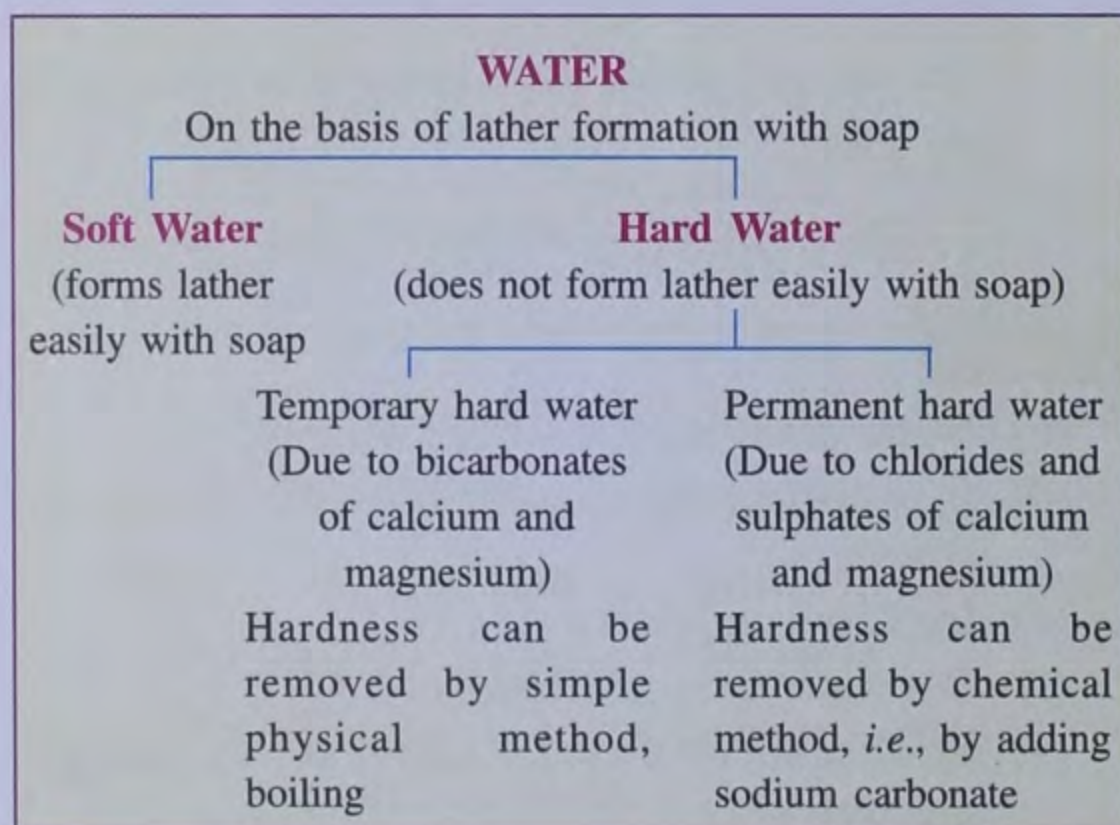 WATER
On the basis of lather formation with soap
Soft Water
(forms lather
easily with soap
Hard Water
(does not form lather easily with soap)
Temporary hard water
(Due to bicarbonates
of calcium and
magnesium)
Hardness can be
removed by simple
physical method,
boiling
Permanent hard water
(Due to chlorides and
sulphates of calcium
and magnesium)
Hardness can be
removed by chemical
method, i.e., by adding
sodium carbonate